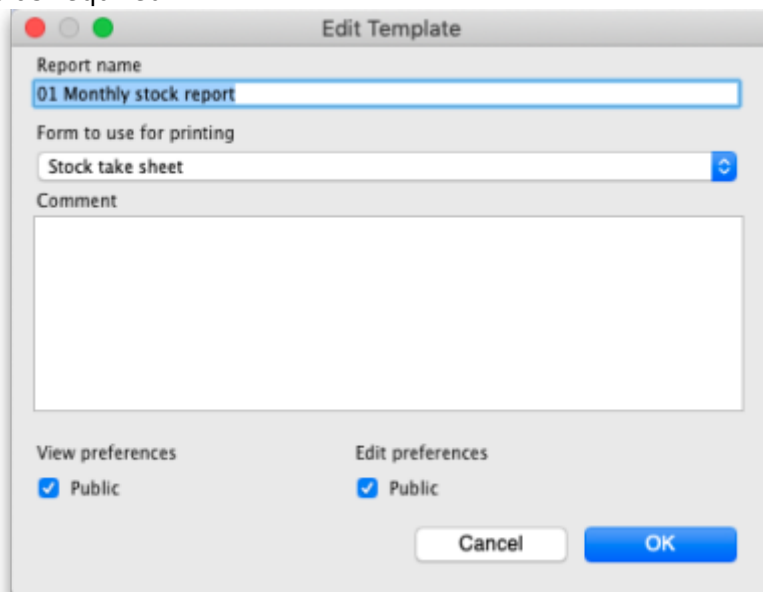 Edit Template
Report name
01 Monthly stock report
Form to use for printing
Stock take sheet
Comment
View preferences Edit preferences
Public Public
Cancel OK